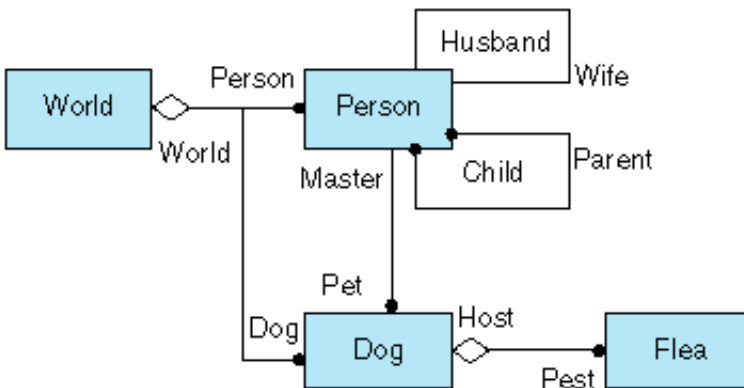 Husband
Person
Wife
World
Person
World
Parent
Master
Child
Pet
Host
Dog
Dog
Flea
Pest